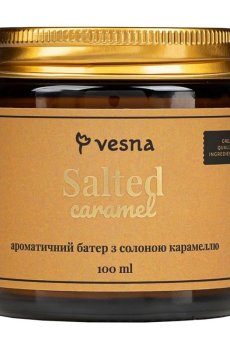 vesna
Salted
caramel
ароматичний батер з солоною карамеллю
100 ml